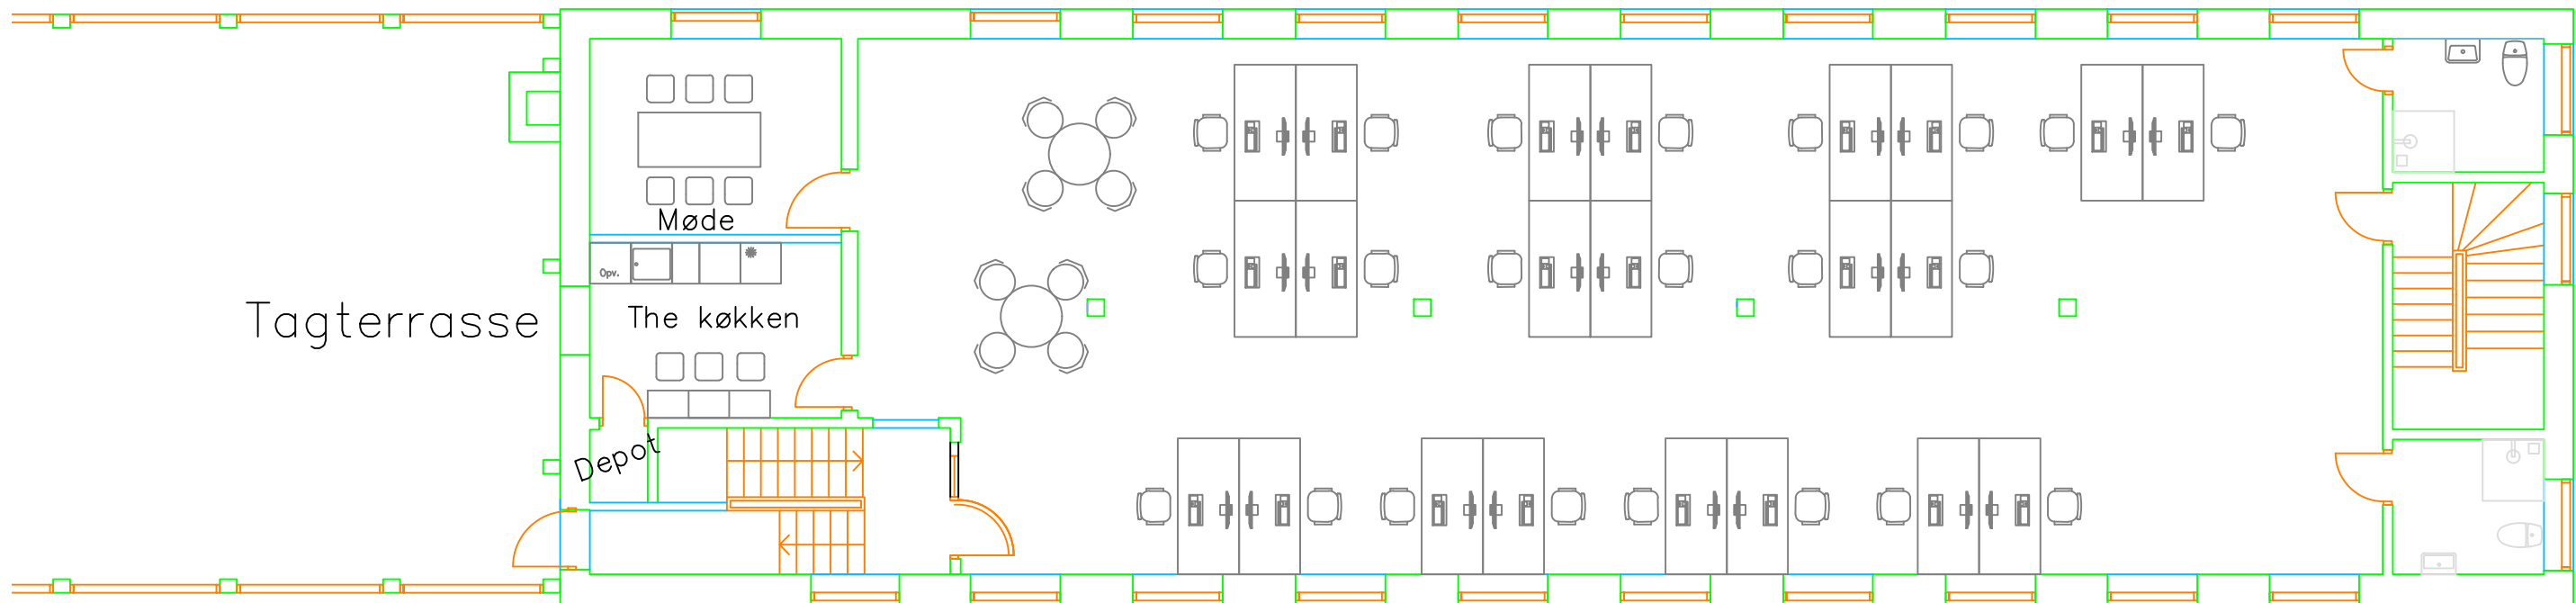 Møde
Opv.
The køkken
Tagterrasse
Depot